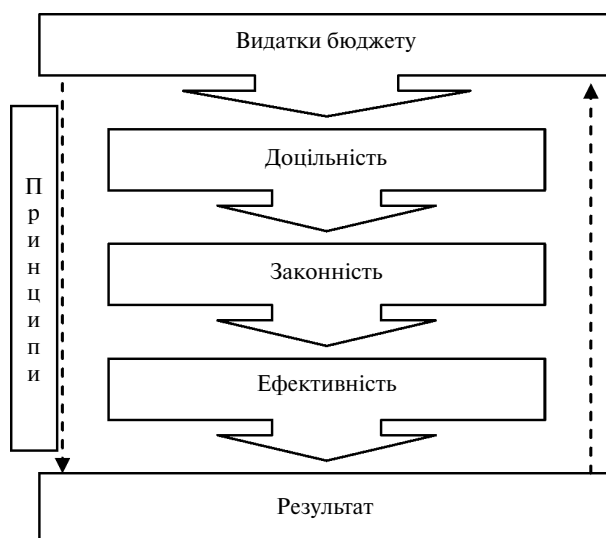 Видатки бюджету
Доцільність
П
р
и
н
ц
и
п
и
Законність
Ефективність
Результат